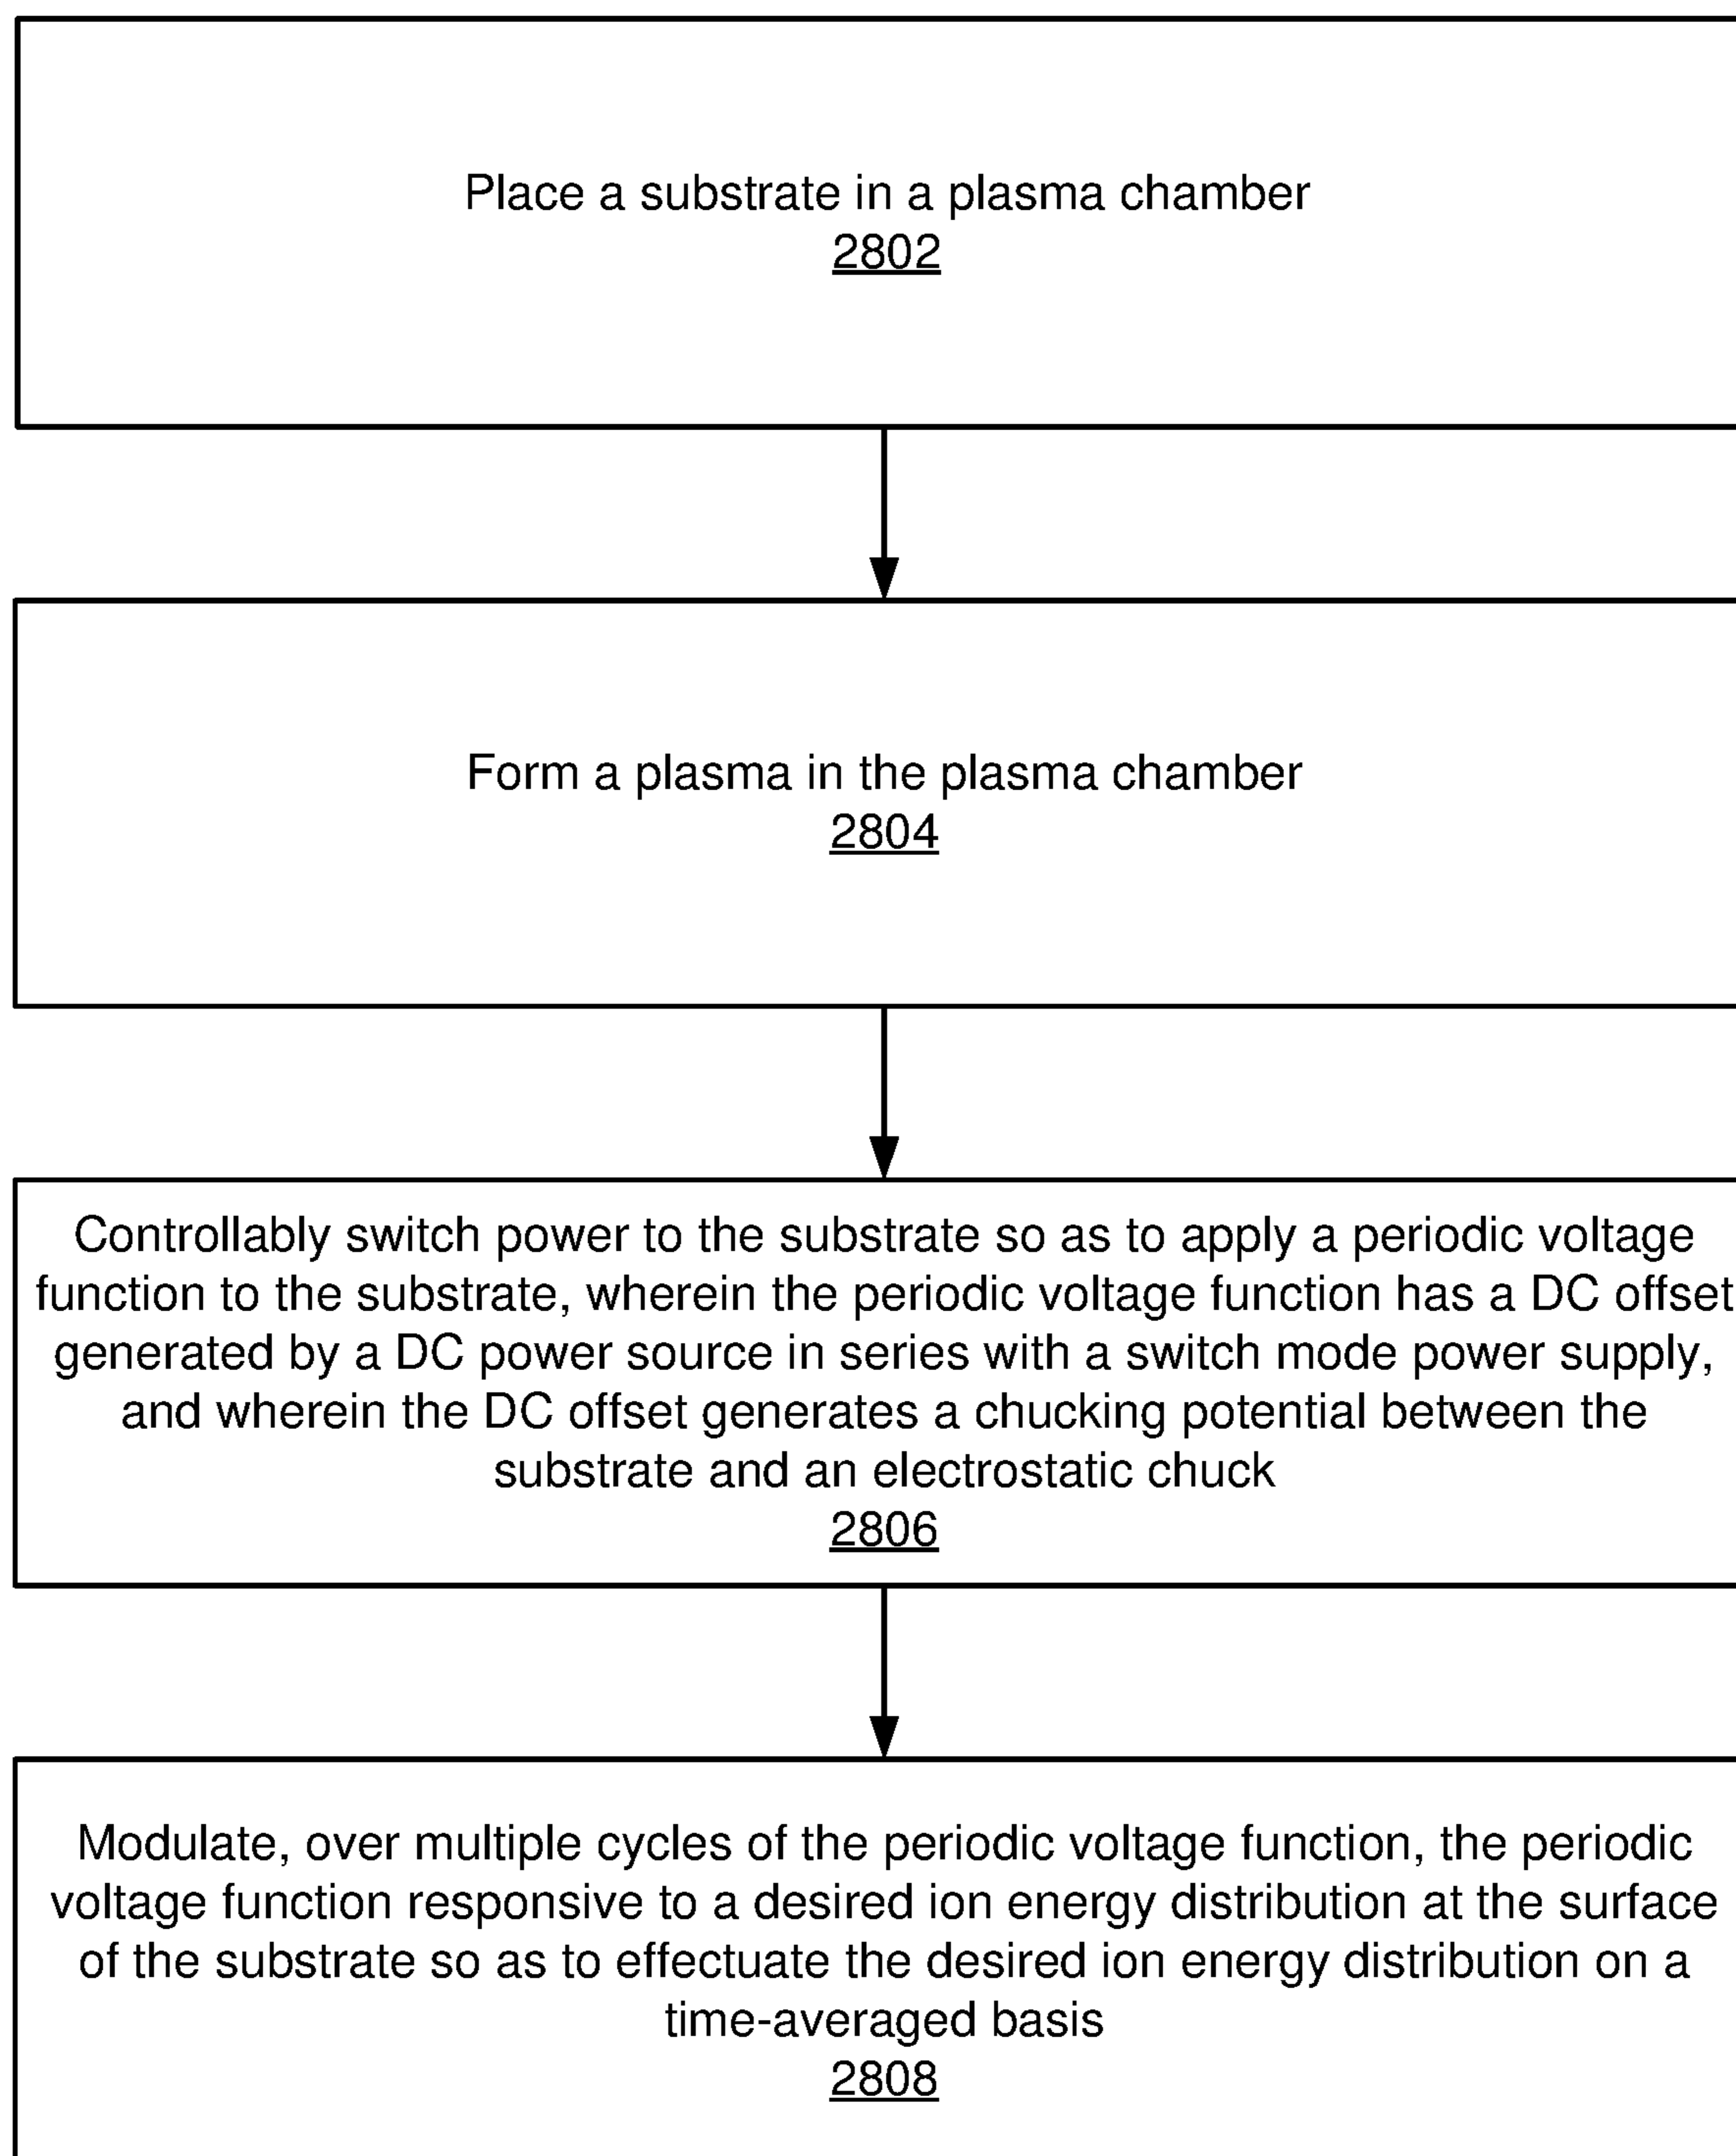 Place a substrate in a plasma chamber
2802
Form a plasma in the plasma chamber
2804
Controllably switch power to the substrate so as to apply a periodic voltage
function to the substrate, wherein the periodic voltage function has a DC offset
generated by a DC power source in series with a switch mode power supply,
and wherein the DC offset generates a chucking potential between the
substrate and an electrostatic chuck
2806
Modulate, over multiple cycles of the periodic voltage function, the periodic
voltage function responsive to a desired ion energy distribution at the surface
of the substrate so as to effectuate the desired ion energy distribution on a
time-averaged basis
2808